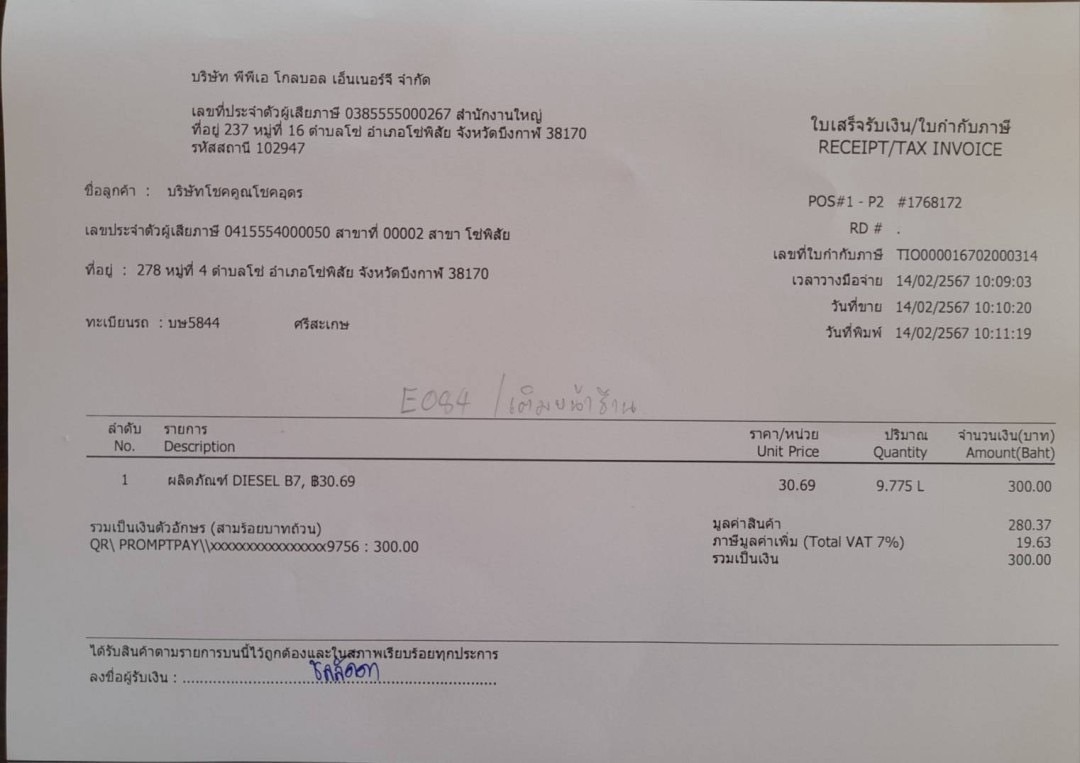 บริษัท พีพีเอ โกลบอล เอ็นเนอร์จี จำกัด
เลขที่ประจำตัวผู้เสียภาษี 0385555000267 สำนักงานใหญ่
ที่อยู่ 237 หมู่ที่ 16 ตำบลโซ่ อำเภอโซ่พิสัย จังหวัดบึงกาฬ 38170
รหัสสถานี 102947
ใบเสร็จรับเงิน/ใบกำกับภาษี
RECEIPT/TAX INVOICE
ชื่อลูกค้า : บริษัทโชคคูณโชคอุดร
เลขประจำตัวผู้เสียภาษี 0415554000050 สาขาที่ 00002 สาขา โซ่พิสัย
ที่อยู่ : 278 หมู่ที่ 4 ตำบลโซ่ อำเภอโซ่พิสัย จังหวัดบึงกาฬ 38170
ทะเบียนรถ : บษ5844 ศรีสะเกษ
POS#1 - P2 #1768172
RD # .
เลขที่ใบกำกับภาษี TIO000016702000314
เวลาวางมือจ่าย 14/02/2567 10:09:03
วันที่ขาย 14/02/2567 10:10:20
วันที่พิมพ์ 14/02/2567 10:11:19
E084 /เติมหน้าร้าน
ลำดับ รายการ ราคา/หน่วย ปริมาณ จำนวนเงิน(บาท)
No. Description Unit Price Quantity Amount(Baht)
1 ผลิตภัณฑ์ DIESEL B7, ฿30.69 30.69 9.775 L 300.00
รวมเป็นเงินตัวอักษร (สามร้อยบาทถ้วน)
QR\ PROMPTPAY\\xxxxxxxxxxxxxxxx9756 : 300.00
มูลค่าสินค้า 280.37
ภาษีมูลค่าเพิ่ม (Total VAT 7%) 19.63
รวมเป็นเงิน 300.00
ได้รับสินค้าตามรายการบนนี้ไว้ถูกต้องและในสภาพเรียบร้อยทุกประการ
ลงชื่อผู้รับเงิน :